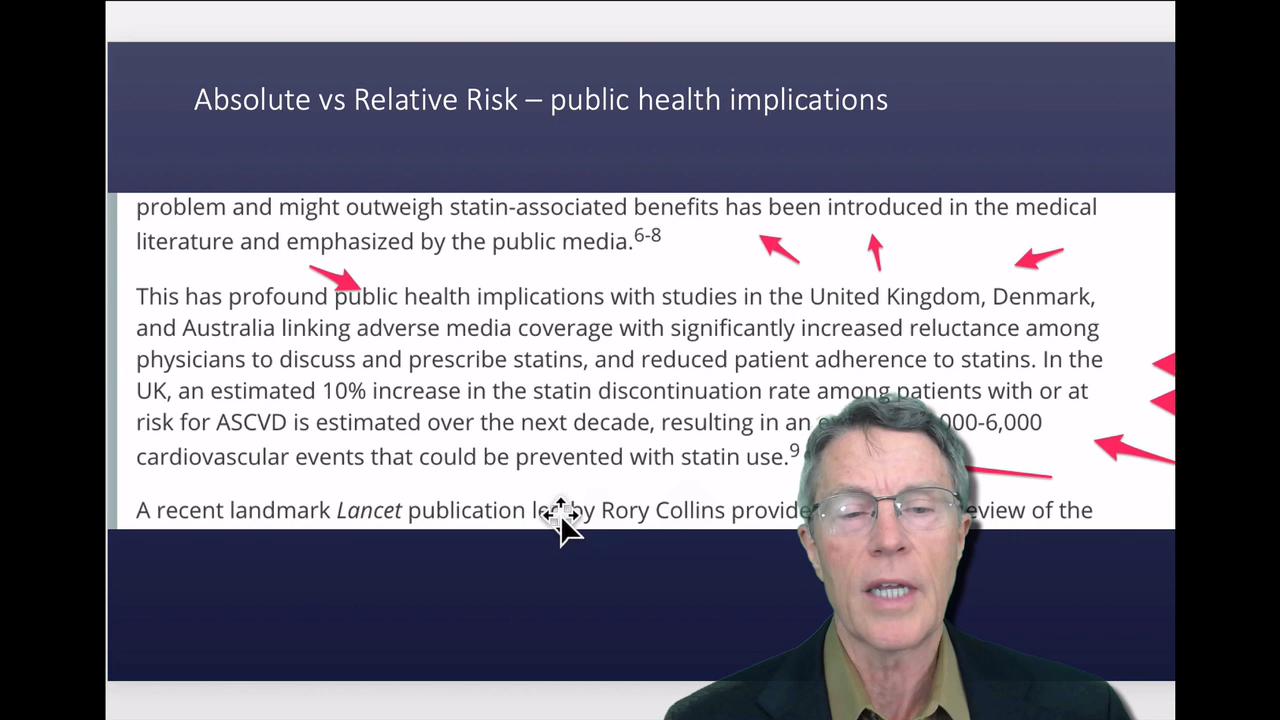 Absolute vs Relative Risk – public health implications
problem and might outweigh statin-associated benefits has been introduced in the medical
literature and emphasized by the public media.6-8
This has profound public health implications with studies in the United Kingdom, Denmark,
and Australia linking adverse media coverage with significantly increased reluctance among
physicians to discuss and prescribe statins, and reduced patient adherence to statins. In the
UK, an estimated 10% increase in the statin discontinuation rate among patients with or at
risk for ASCVD is estimated over the next decade, resulting in an 000-6,000
cardiovascular events that could be prevented with statin use.9
A recent landmark Lancet publication by Rory Collins of the